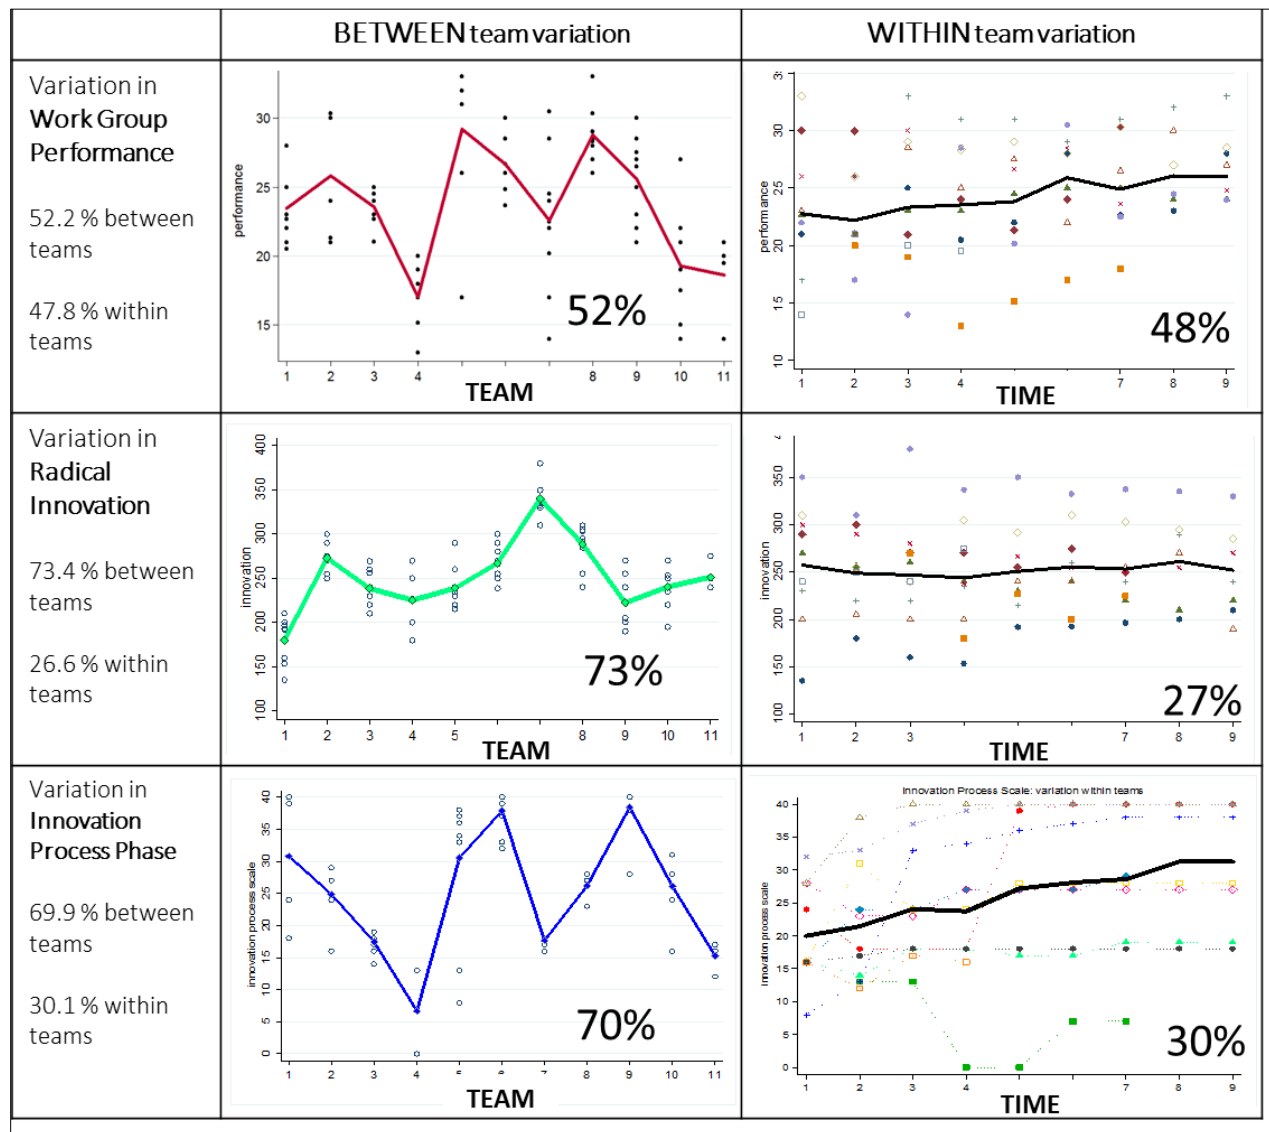 BETWEEN team variation
WITHIN team variation
Variation in
Work Group
Performance
52.2 % between
teams
47.8 % within
teams
performance
30
25
20
15
1 2 3 4 8 9 10 11
52%
TEAM
performance
30
25
20
15
10
1 2 3 4 7 8 9
48%
TIME
Variation in
Radical
Innovation
73.4 % between
teams
26.6 % within
teams
innovation
400
350
300
250
200
150
100
1 2 3 4 5 6 7 8 9 10 11
73%
TEAM
innovation
350
300
250
200
150
100
1 2 3 7 8 9
27%
TIME
Variation in
Innovation
Process Phase
69.9 % between
teams
30.1 % within
teams
innovation process scale
40
35
30
25
20
15
10
5
0
1 2 3 4 6 7 8 9 10 11
70%
TEAM
Innovation Process Scale: variation within teams
Innovation process scale
40
35
30
25
20
15
10
5
0
1 2 3 4 7 8 9
30%
TIME